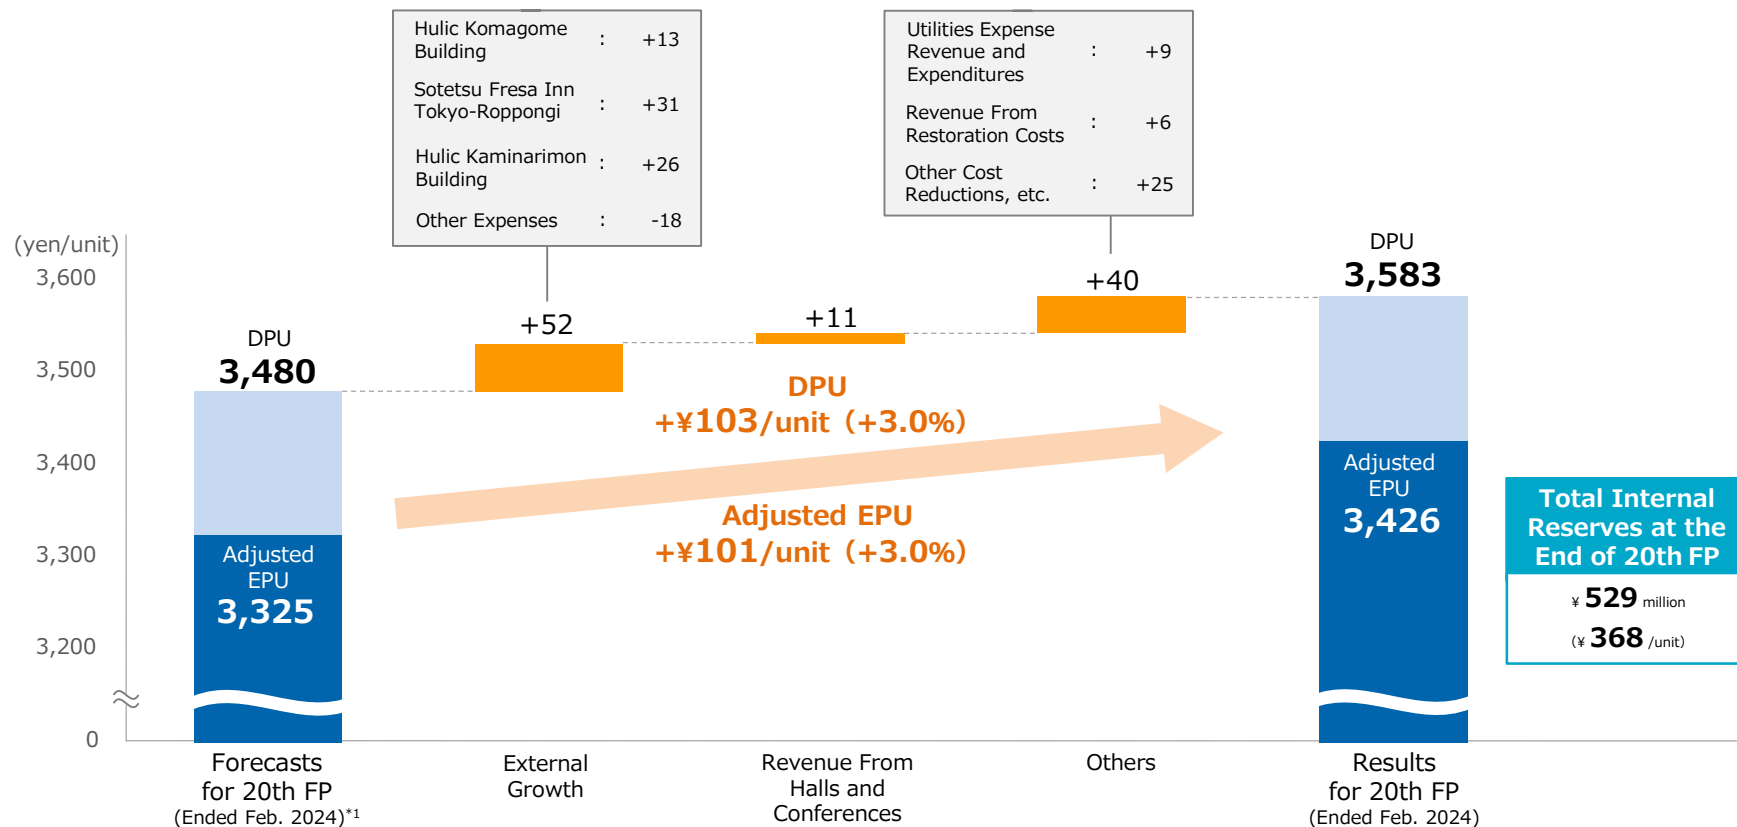 Hulic Komagome
Building
:
+13
Sotetsu Fresa Inn
Tokyo-Roppongi
:
+31
Hulic Kaminarimon
Building
:
+26
Other Expenses
:
-18
Utilities Expense
Revenue and
Expenditures
:
+9
Revenue From
Restoration Costs
:
+6
Other Cost
Reductions, etc.
:
+25
(yen/unit)
3,600
3,500
3,400
3,300
3,200
0
DPU
3,480
Adjusted
EPU
3,325
+52
+11
+40
DPU
+¥103/unit (+3.0%)
Adjusted EPU
+¥101/unit (+3.0%)
DPU
3,583
Adjusted
EPU
3,426
Total Internal
Reserves at the
End of 20th FP
¥ 529 million
(¥ 368 /unit)
Forecasts
for 20th FP
(Ended Feb. 2024)*1
External
Growth
Revenue From
Halls and
Conferences
Others
Results
for 20th FP
(Ended Feb. 2024)